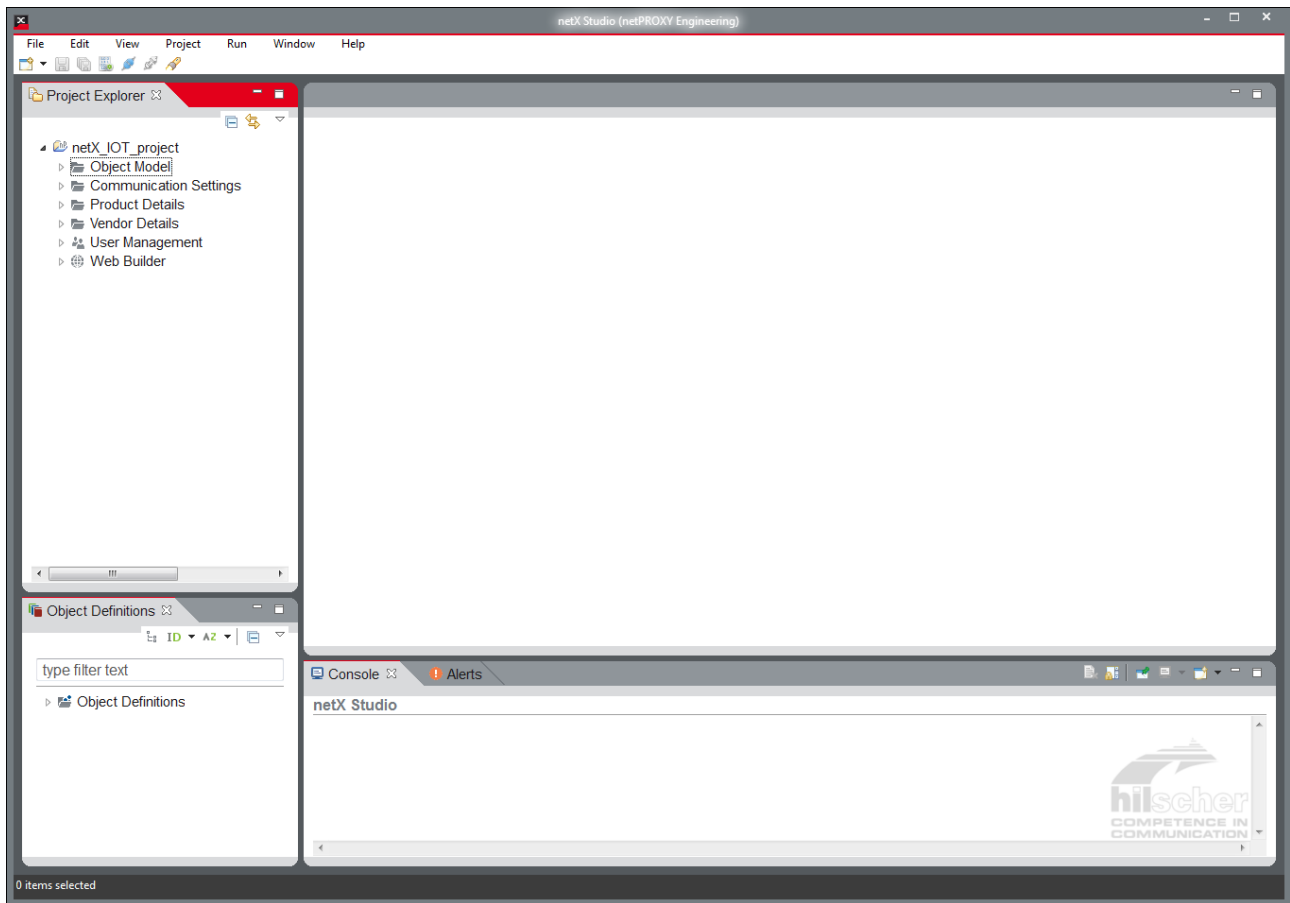 netX Studio (netPROXY Engineering)
File Edit View Project Run Window Help
Project Explorer
netX_IOT_project
Object Model
Communication Settings
Product Details
Vendor Details
User Management
Web Builder
Object Definitions
ID AZ
type filter text
Object Definitions
Console Alerts
netX Studio
hilscher
COMPETENCE IN
COMMUNICATION
0 items selected